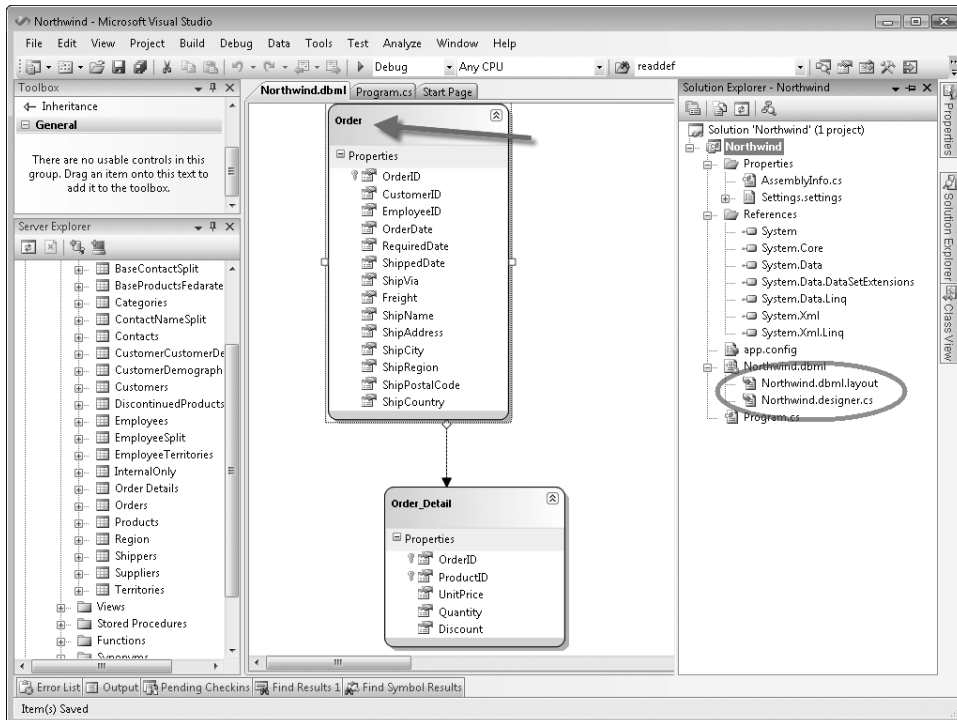 Northwind - Microsoft Visual Studio
File Edit View Project Build Debug Data Tools Test Analyze Window Help
Debug Any CPU readdef
Toolbox
Inheritance
General
There are no usable controls in this
group. Drag an item onto this text to
add it to the toolbox.
Server Explorer
BaseContactSplit
BaseProductsFedarate
Categories
ContactNameSplit
Contacts
CustomerCustomerDe
CustomerDemograph
Customers
DiscontinuedProducts
Employees
EmployeeSplit
EmployeeTerritories
InternalOnly
Order Details
Orders
Products
Region
Shippers
Suppliers
Territories
Views
Stored Procedures
Functions
Synonyms
Northwind.dbml Program.cs Start Page
Order
Properties
OrderID
CustomerID
EmployeeID
OrderDate
RequiredDate
ShippedDate
ShipVia
Freight
ShipName
ShipAddress
ShipCity
ShipRegion
ShipPostalCode
ShipCountry
Order_Detail
Properties
OrderID
ProductID
UnitPrice
Quantity
Discount
Solution Explorer - Northwind
Solution 'Northwind' (1 project)
Northwind
Properties
AssemblyInfo.cs
Settings.settings
References
System
System.Core
System.Data
System.Data.DataSetExtensions
System.Data.Linq
System.Xml
System.Xml.Linq
app.config
Northwind.dbml
Northwind.dbml.layout
Northwind.designer.cs
Program.cs
Properties
Solution Explorer
Class View
Error List Output Pending Checkins Find Results 1 Find Symbol Results
Item(s) Saved